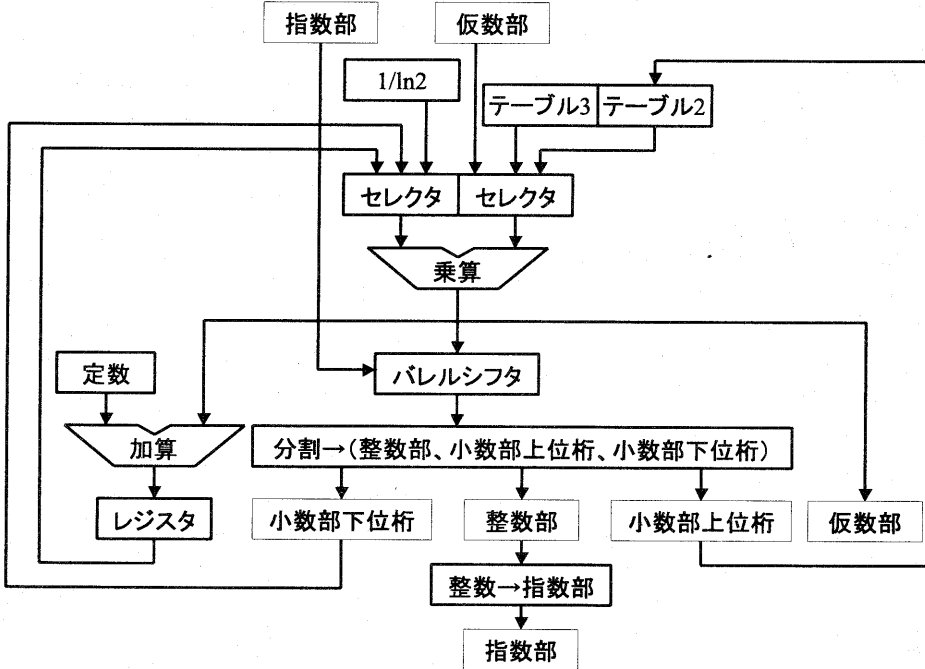 指数部
仮数部
1/ln2
テーブル3
テーブル2
セレクタ
セレクタ
乗算
定数
バレルシフタ
加算
分割→(整数部、小数部上位桁、小数部下位桁)
レジスタ
小数部下位桁
整数部
小数部上位桁
仮数部
整数→指数部
指数部